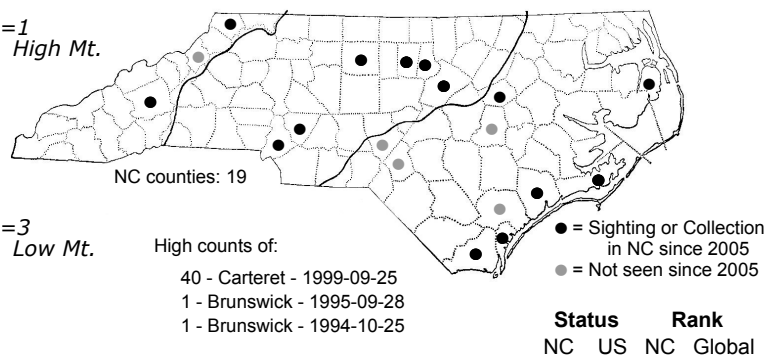 =1
High Mt.
NC counties: 19
=3
Low Mt.
High counts of:
40 - Carteret - 1999-09-25
1 - Brunswick - 1995-09-28
1 - Brunswick - 1994-10-25
= Sighting or Collection
in NC since 2005
= Not seen since 2005
Status Rank
NC US NC Global